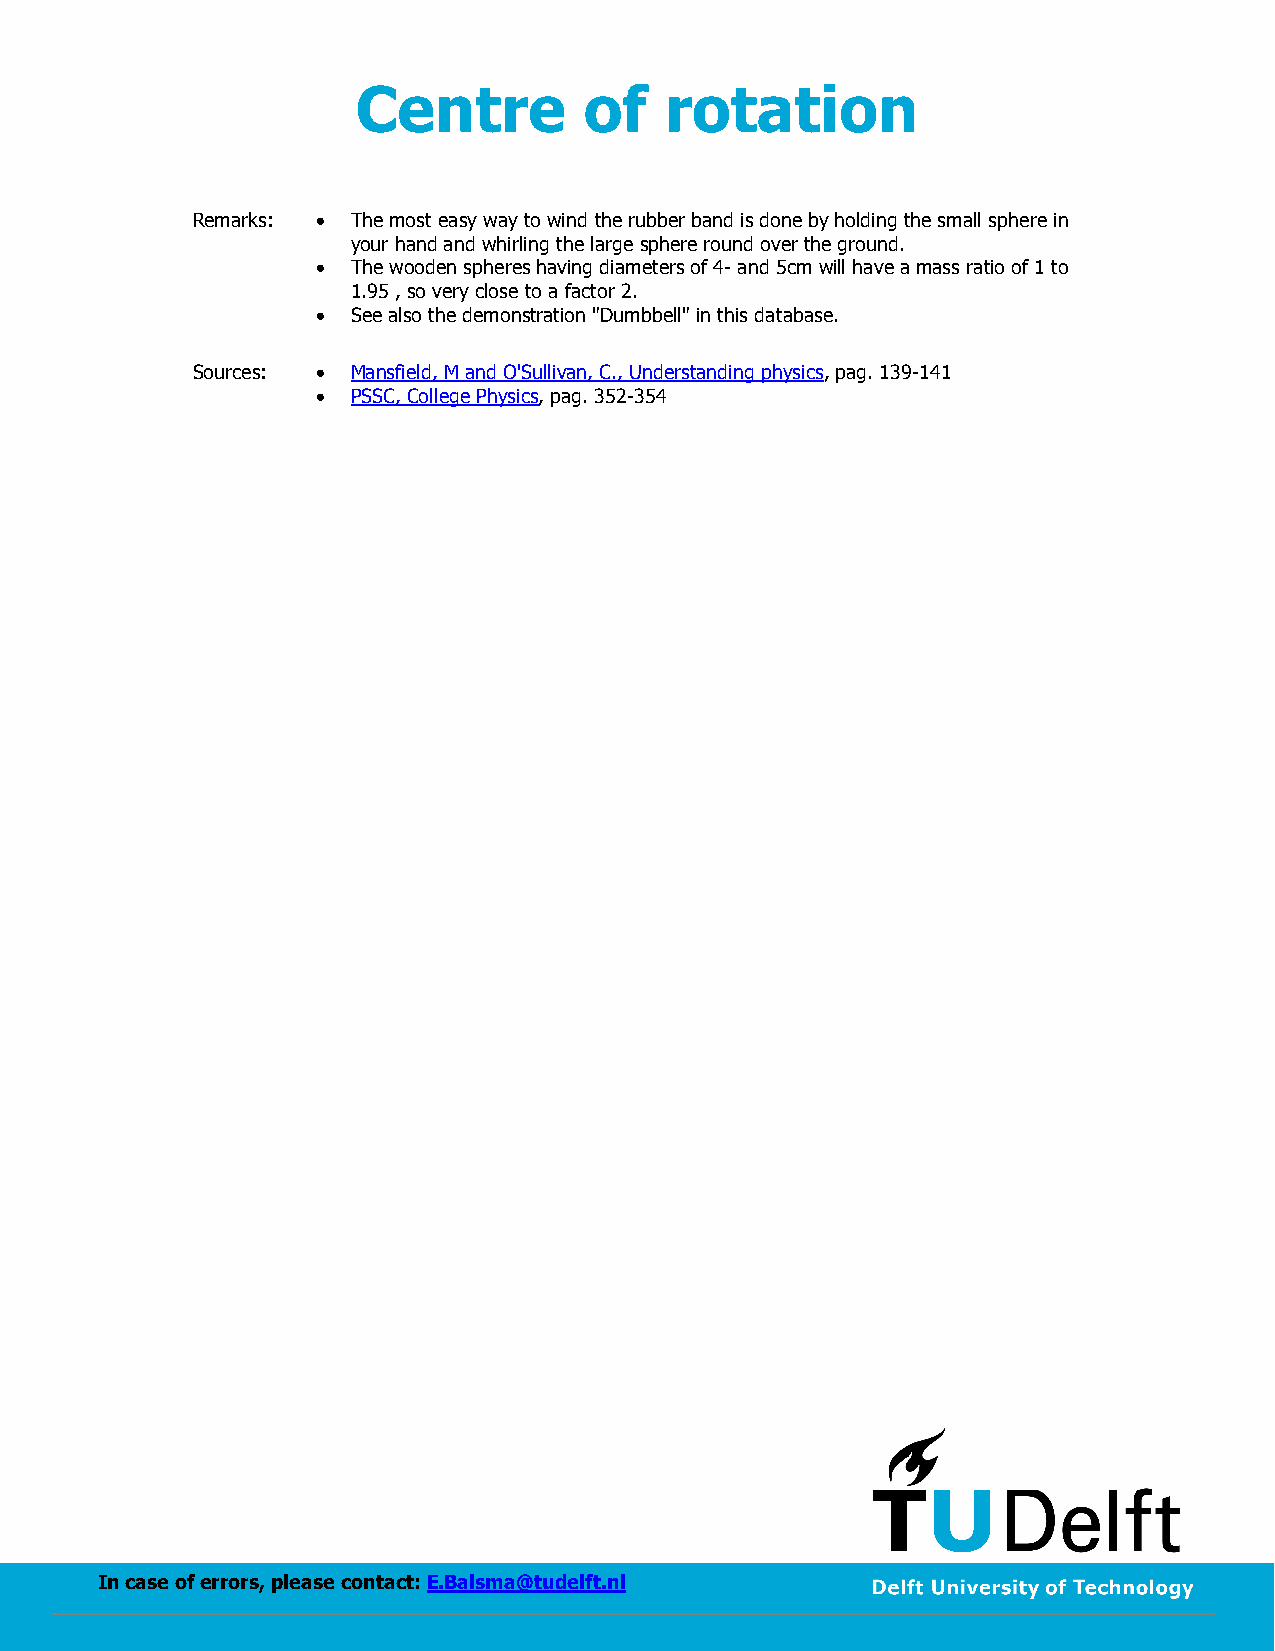 Centre of rotation
Remarks: • The most easy way to wind the rubber band is done by holding the small sphere in
your hand and whirling the large sphere round over the ground.
• The wooden spheres having diameters of 4- and 5cm will have a mass ratio of 1 to
1.95 , so very close to a factor 2.
• See also the demonstration "Dumbbell" in this database.
Sources: • Mansfield, M and O'Sullivan, C., Understanding physics, pag. 139-141
• PSSC, College Physics, pag. 352-354
TUDelft
In case of errors, please contact: E.Balsma@tudelft.nl
Delft University of Technology